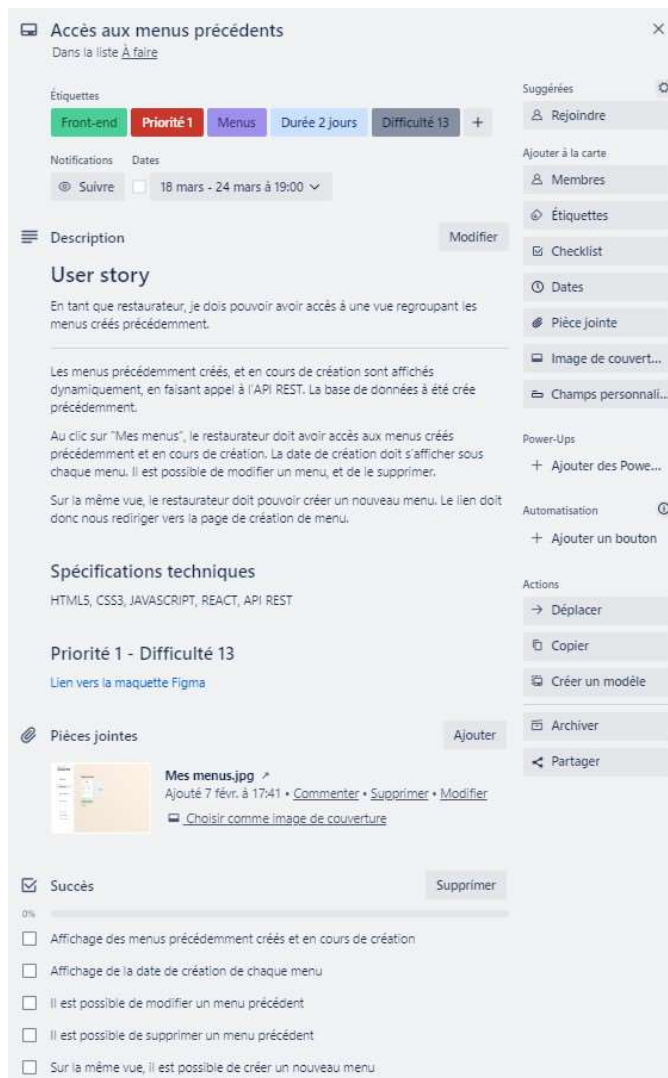 Accès aux menus précédents
Dans la liste À faire
Étiquettes
Front-end Priorité 1 Menus Durée 2 jours Difficulté 13 +
Notifications Dates
Suivre 18 mars - 24 mars à 19:00
Description Modifier
User story
En tant que restaurateur, je dois pouvoir avoir accès à une vue regroupant les
menus créés précédemment.
Les menus précédemment créés, et en cours de création sont affichés
dynamiquement, en faisant appel à l'API REST. La base de données à été crée
précédemment.
Au clic sur "Mes menus", le restaurateur doit avoir accès aux menus créés
précédemment et en cours de création. La date de création doit s'afficher sous
chaque menu. Il est possible de modifier un menu, et de le supprimer.
Sur la même vue, le restaurateur doit pouvoir créer un nouveau menu. Le lien doit
donc nous rediriger vers la page de création de menu.
Spécifications techniques
HTML5, CSS3, JAVASCRIPT, REACT, API REST
Priorité 1 - Difficulté 13
Lien vers la maquette Figma
Pièces jointes Ajouter
Mes menus.jpg ↗
Ajouté 7 févr. à 17:41 • Commenter • Supprimer • Modifier
Choisir comme image de couverture
Succès Supprimer
0%
Affichage des menus précédemment créés et en cours de création
Affichage de la date de création de chaque menu
Il est possible de modifier un menu précédent
Il est possible de supprimer un menu précédent
Sur la même vue, il est possible de créer un nouveau menu
Suggérées
Rejoindre
Ajouter à la carte
Membres
Étiquettes
Checklist
Dates
Pièce jointe
Image de couvert...
Champs personnali...
Power-Ups
+ Ajouter des Powe...
Automatisation
+ Ajouter un bouton
Actions
→ Déplacer
Copier
Créer un modèle
Archiver
Partager